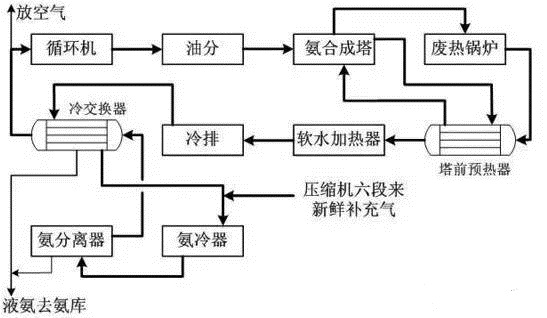 放空气
循环机
油分
氨合成塔
废热锅炉
冷交换器
冷排
软水加热器
塔前预热器
压缩机六段来
新鲜补充气
氨分离器
氨冷器
液氨去氨库